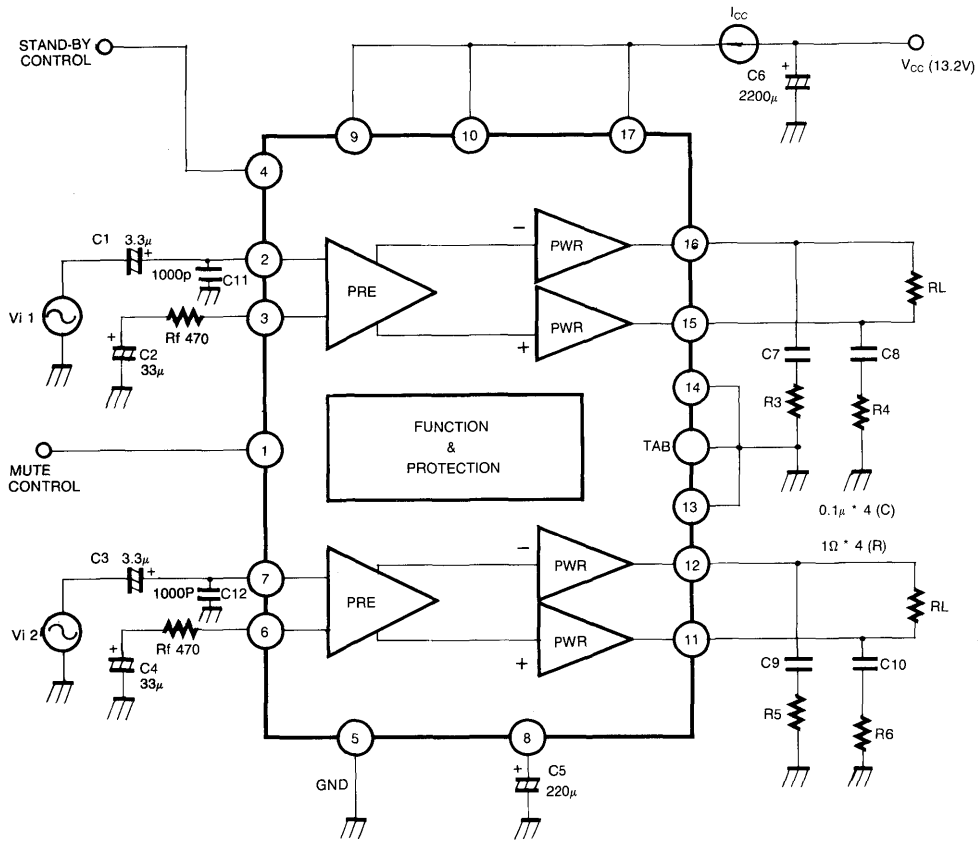 I_CC
STAND-BY
CONTROL
V_CC (13.2V)
+
C6
2200μ
9
10
17
4
C1
3.3μ
+
2
1000p
C11
−
PWR
16
PRE
RL
Vi 1
3
Rf 470
+
C2
33μ
PWR
+
15
C7
C8
14
R3
R4
FUNCTION
&
PROTECTION
TAB
1
MUTE
CONTROL
13
0.1μ * 4 (C)
1Ω * 4 (R)
C3
3.3μ
+
7
1000P
C12
−
PWR
12
PRE
RL
Vi 2
6
Rf 470
+
C4
33μ
PWR
+
11
C9
C10
R5
R6
5
8
GND
+
C5
220μ